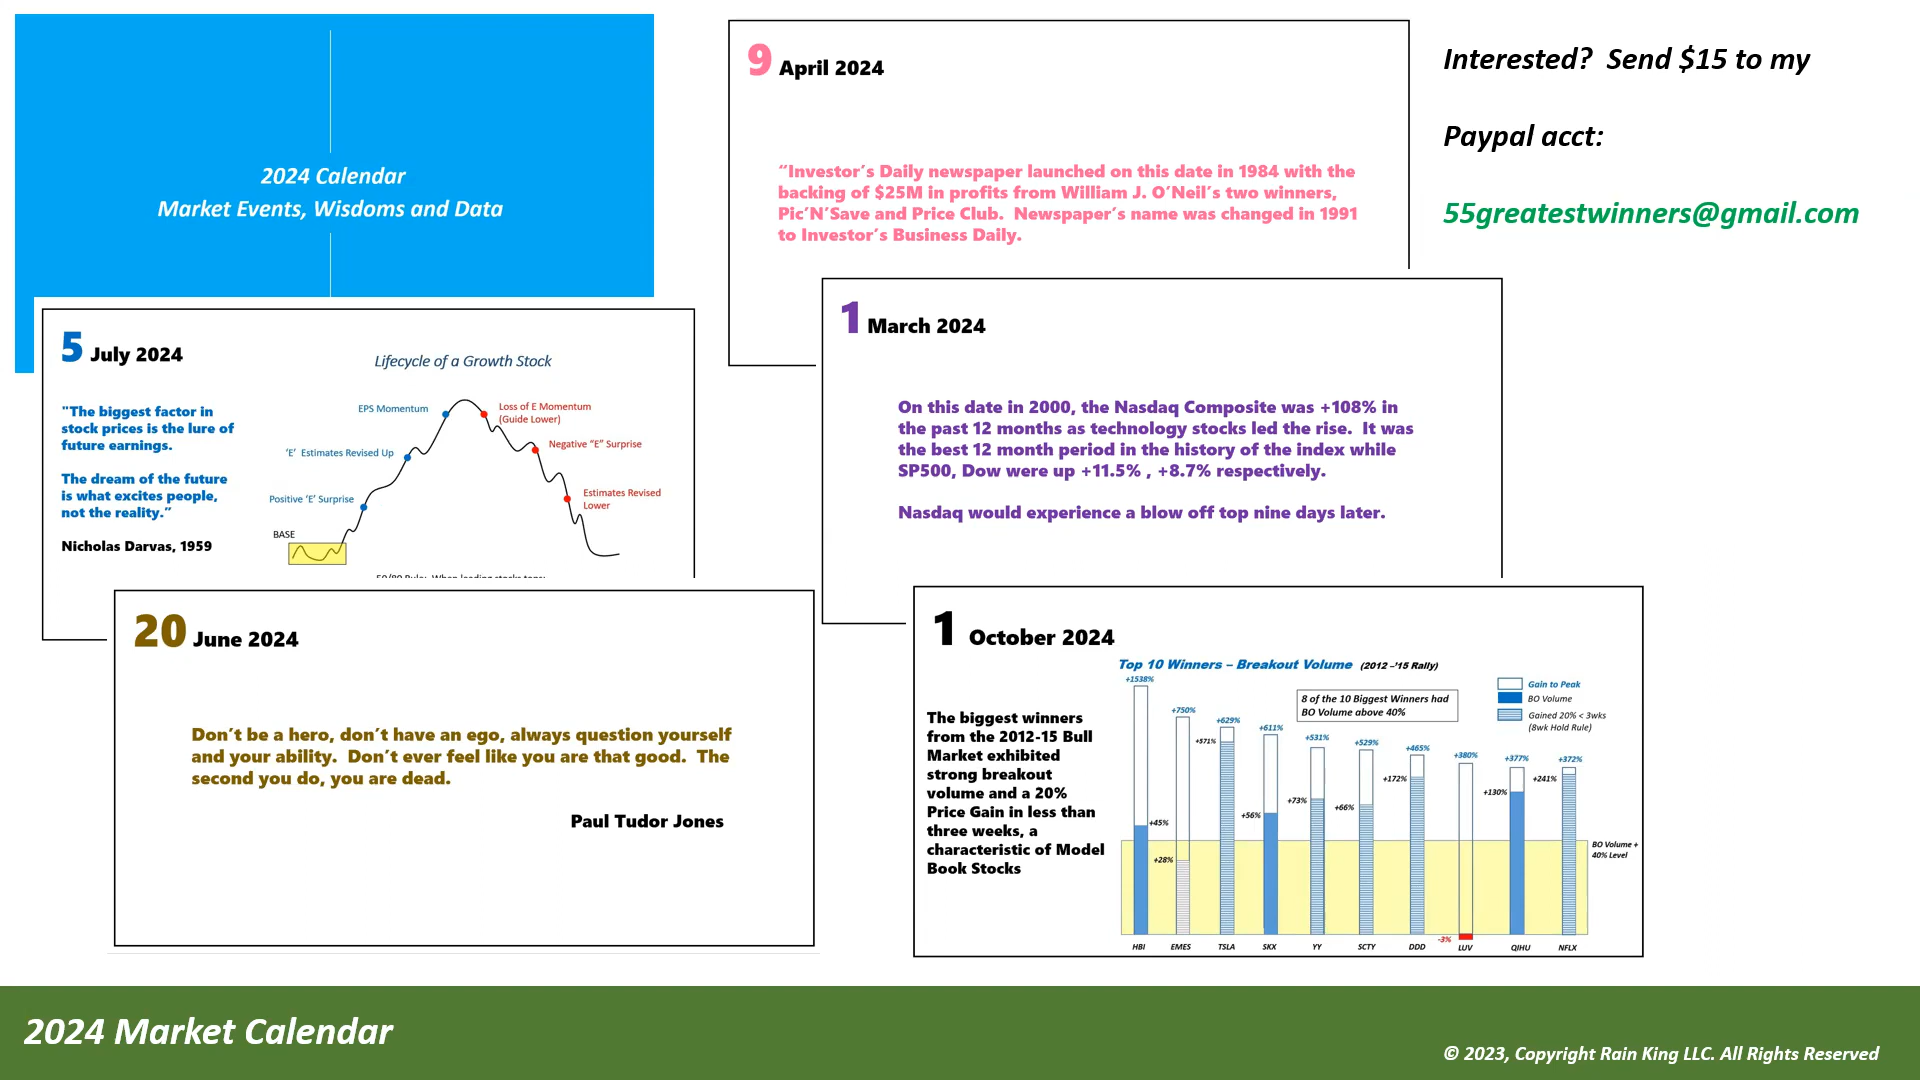 2024 Calendar
Market Events, Wisdoms and Data
9 April 2024
“Investor’s Daily newspaper launched on this date in 1984 with the
backing of $25M in profits from William J. O’Neil’s two winners,
Pic’N’Save and Price Club.  Newspaper’s name was changed in 1991
to Investor’s Business Daily.
Interested?  Send $15 to my
Paypal acct:
55greatestwinners@gmail.com
5 July 2024
"The biggest factor in
stock prices is the lure of
future earnings.
The dream of the future
is what excites people,
not the reality.”
Nicholas Darvas, 1959
Lifecycle of a Growth Stock
EPS Momentum
Loss of E Momentum
(Guide Lower)
‘E’  Estimates Revised Up
Negative “E” Surprise
Positive ‘E’ Surprise
Estimates Revised
Lower
BASE
50/80 Rule:  When leading stocks tops:
1 March 2024
On this date in 2000, the Nasdaq Composite was +108% in
the past 12 months as technology stocks led the rise.  It was
the best 12 month period in the history of the index while
SP500, Dow were up +11.5% , +8.7% respectively.
Nasdaq would experience a blow off top nine days later.
20 June 2024
Don’t be a hero, don’t have an ego, always question yourself
and your ability.  Don’t ever feel like you are that good.  The
second you do, you are dead.
Paul Tudor Jones
1 October 2024
The biggest winners
from the 2012-15 Bull
Market exhibited
strong breakout
volume and a 20%
Price Gain in less than
three weeks, a
characteristic of Model
Book Stocks
Top 10 Winners – Breakout Volume (2012 –’15 Rally)
8 of the 10 Biggest Winners had
BO Volume above 40%
Gain to Peak
BO Volume
Gained 20% < 3wks
(8wk Hold Rule)
+1538% +750% +629% +611% +531% +529% +465% +380% +377% +372%
+45% +28% +571% +56% +73% +66% +172% -3% +130% +241%
BO Volume +
40% Level
HBI EMES TSLA SKX YY SCTY DDD LUV QIHU NFLX
2024 Market Calendar
© 2023, Copyright Rain King LLC. All Rights Reserved